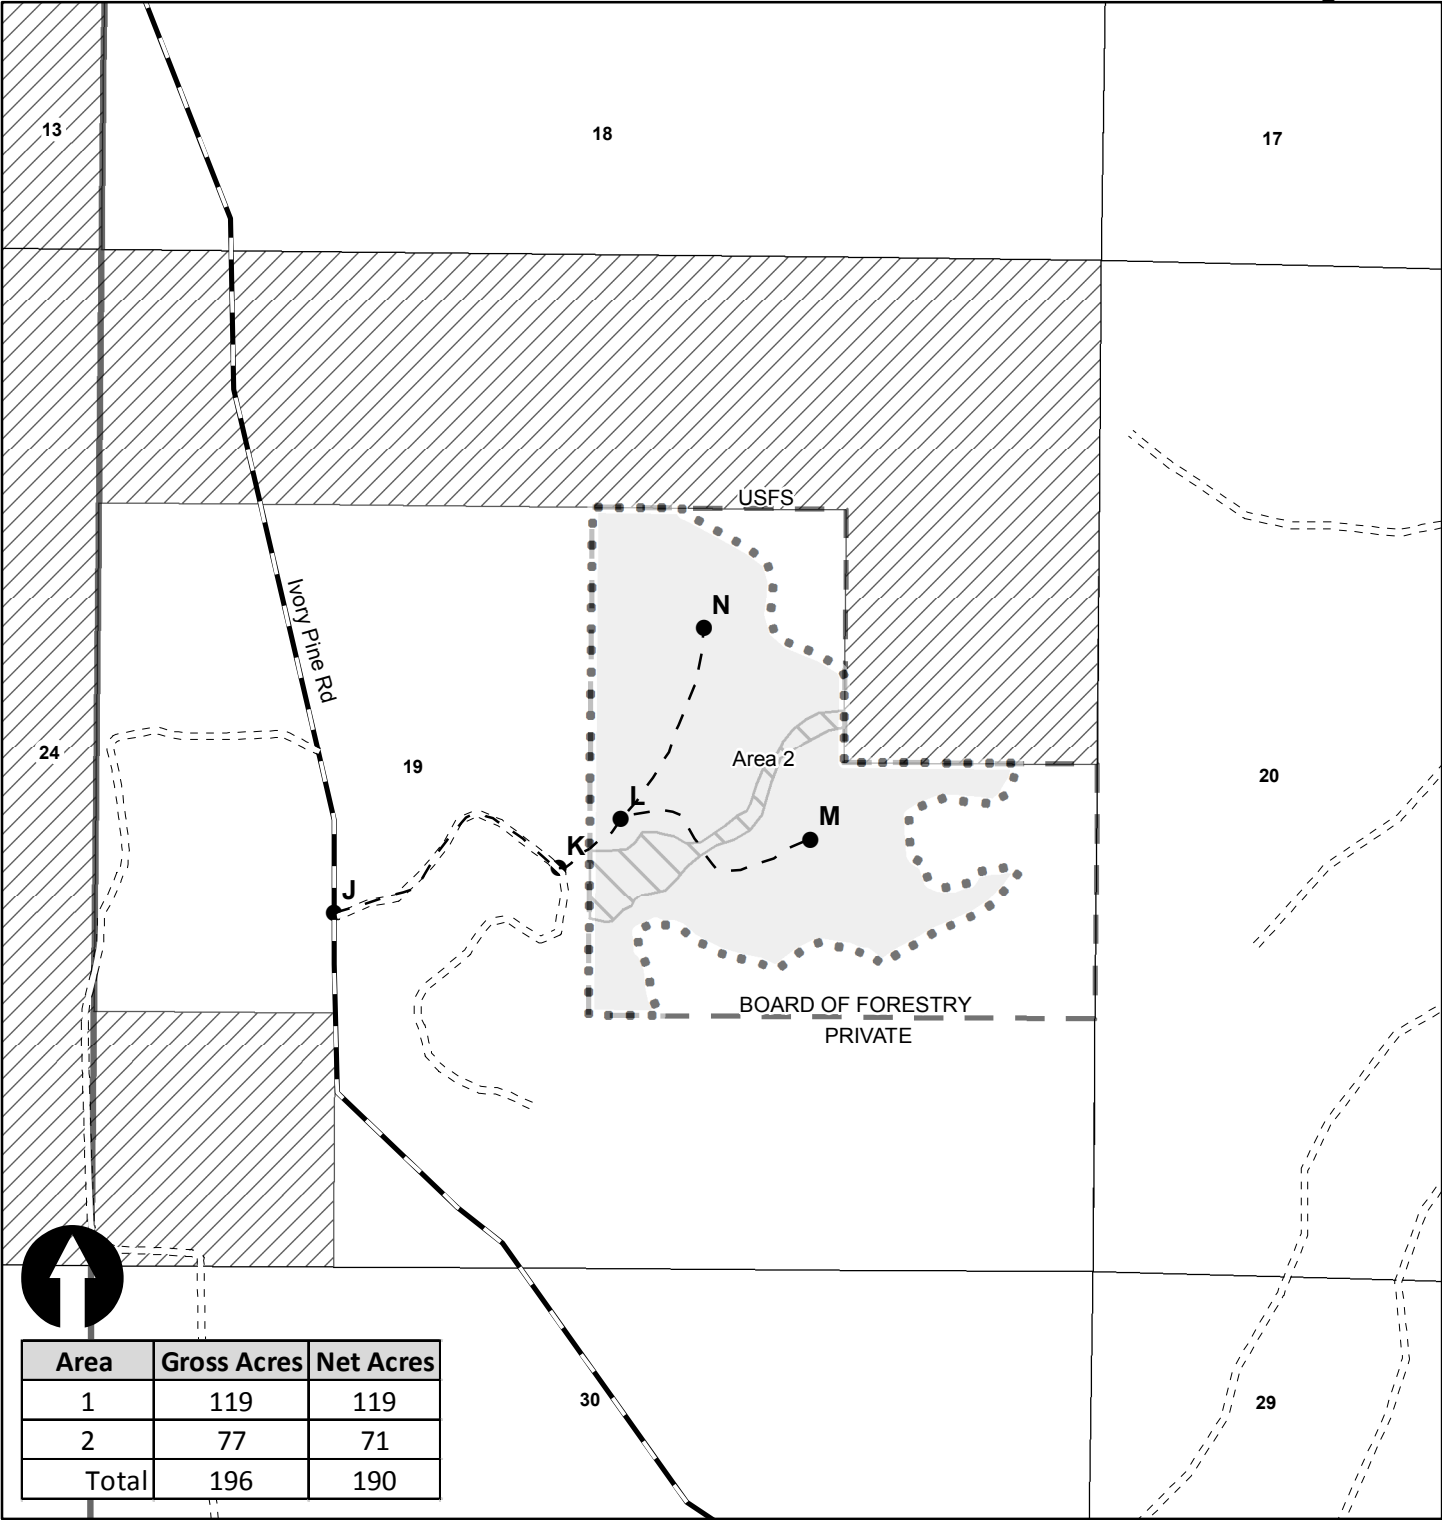 13
18
17
USFS
Ivory Pine Rd
N
24
19
Area 2
20
L
M
K
J
BOARD OF FORESTRY
PRIVATE
Area Gross Acres Net Acres
1 119 119
2 77 71
Total 196 190
30
29